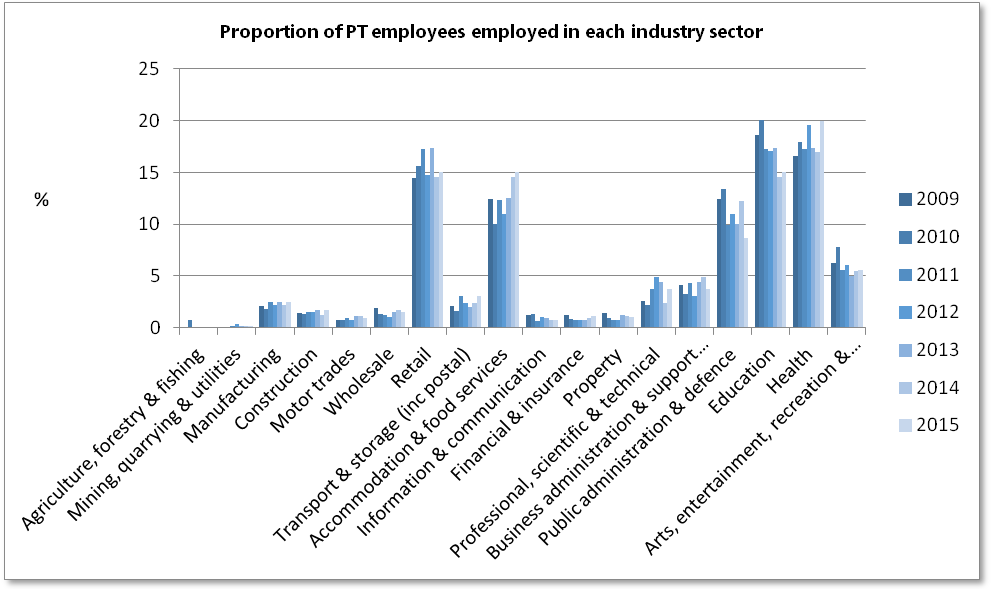 Proportion of PT employees employed in each industry sector
25
20
15
10
5
0
%
Agriculture, forestry & fishing
Mining, quarrying & utilities
Manufacturing
Construction
Motor trades
Wholesale
Retail
Transport & storage (inc postal)
Accommodation & food services
Information & communication
Financial & insurance
Property
Professional, scientific & technical
Business administration & support...
Public administration & defence
Education
Health
Arts, entertainment, recreation &...
2009
2010
2011
2012
2013
2014
2015